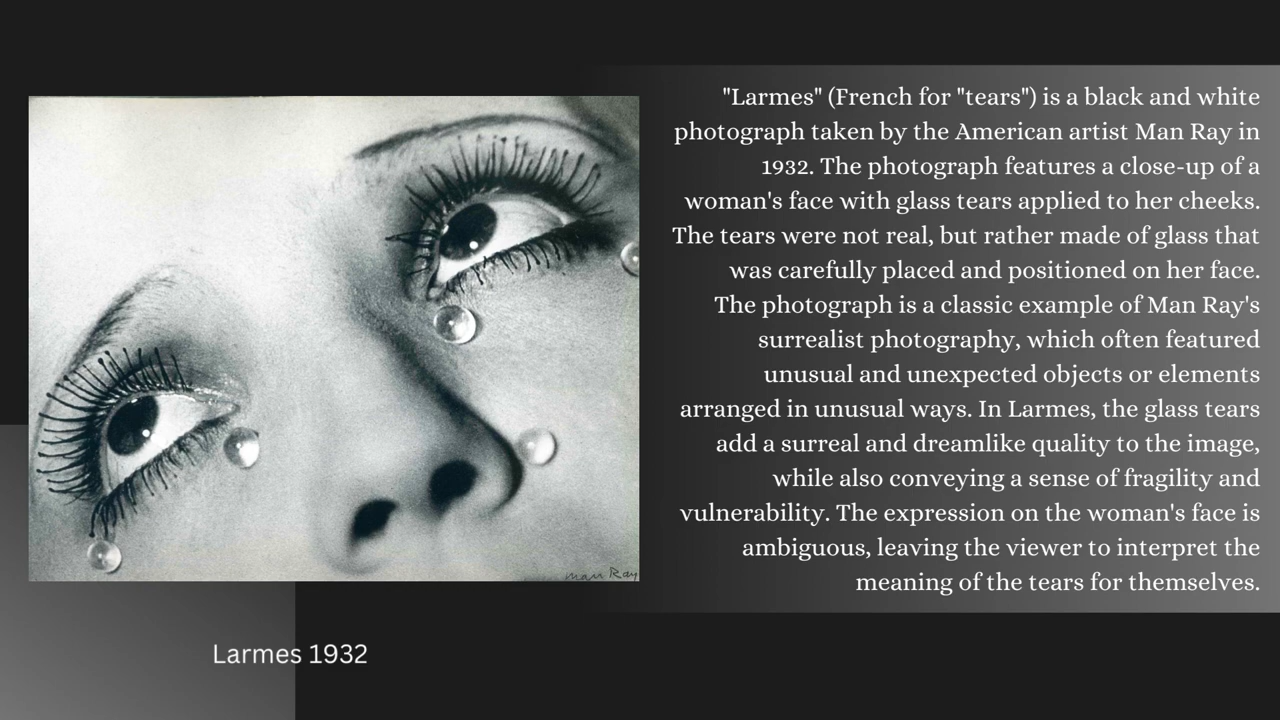 "Larmes" (French for "tears") is a black and white
photograph taken by the American artist Man Ray in
1932. The photograph features a close-up of a
woman's face with glass tears applied to her cheeks.
The tears were not real, but rather made of glass that
was carefully placed and positioned on her face.
The photograph is a classic example of Man Ray's
surrealist photography, which often featured
unusual and unexpected objects or elements
arranged in unusual ways. In Larmes, the glass tears
add a surreal and dreamlike quality to the image,
while also conveying a sense of fragility and
vulnerability. The expression on the woman's face is
ambiguous, leaving the viewer to interpret the
meaning of the tears for themselves.
Man Ray
Larmes 1932